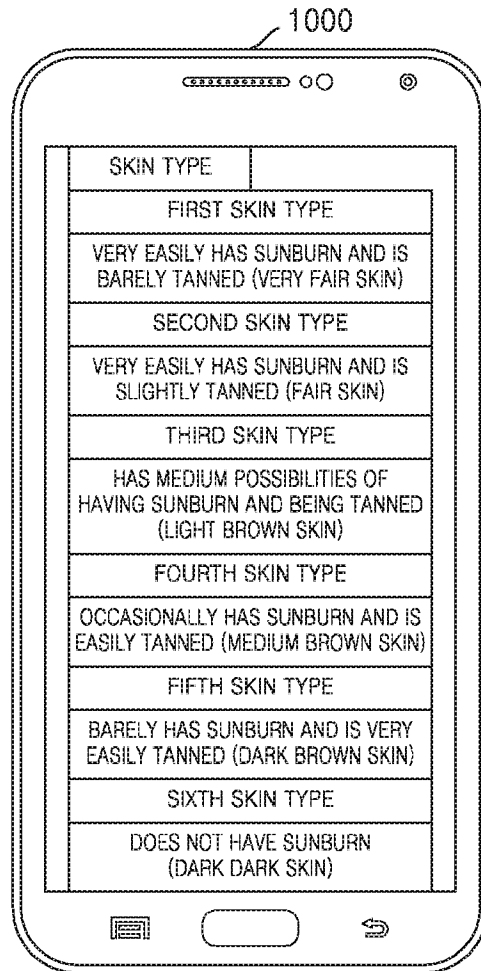 1000
SKIN TYPE
FIRST SKIN TYPE
VERY EASILY HAS SUNBURN AND IS
BARELY TANNED (VERY FAIR SKIN)
SECOND SKIN TYPE
VERY EASILY HAS SUNBURN AND IS
SLIGHTLY TANNED (FAIR SKIN)
THIRD SKIN TYPE
HAS MEDIUM POSSIBILITIES OF
HAVING SUNBURN AND BEING TANNED
(LIGHT BROWN SKIN)
FOURTH SKIN TYPE
OCCASIONALLY HAS SUNBURN AND IS
EASILY TANNED (MEDIUM BROWN SKIN)
FIFTH SKIN TYPE
BARELY HAS SUNBURN AND IS VERY
EASILY TANNED (DARK BROWN SKIN)
SIXTH SKIN TYPE
DOES NOT HAVE SUNBURN
(DARK DARK SKIN)